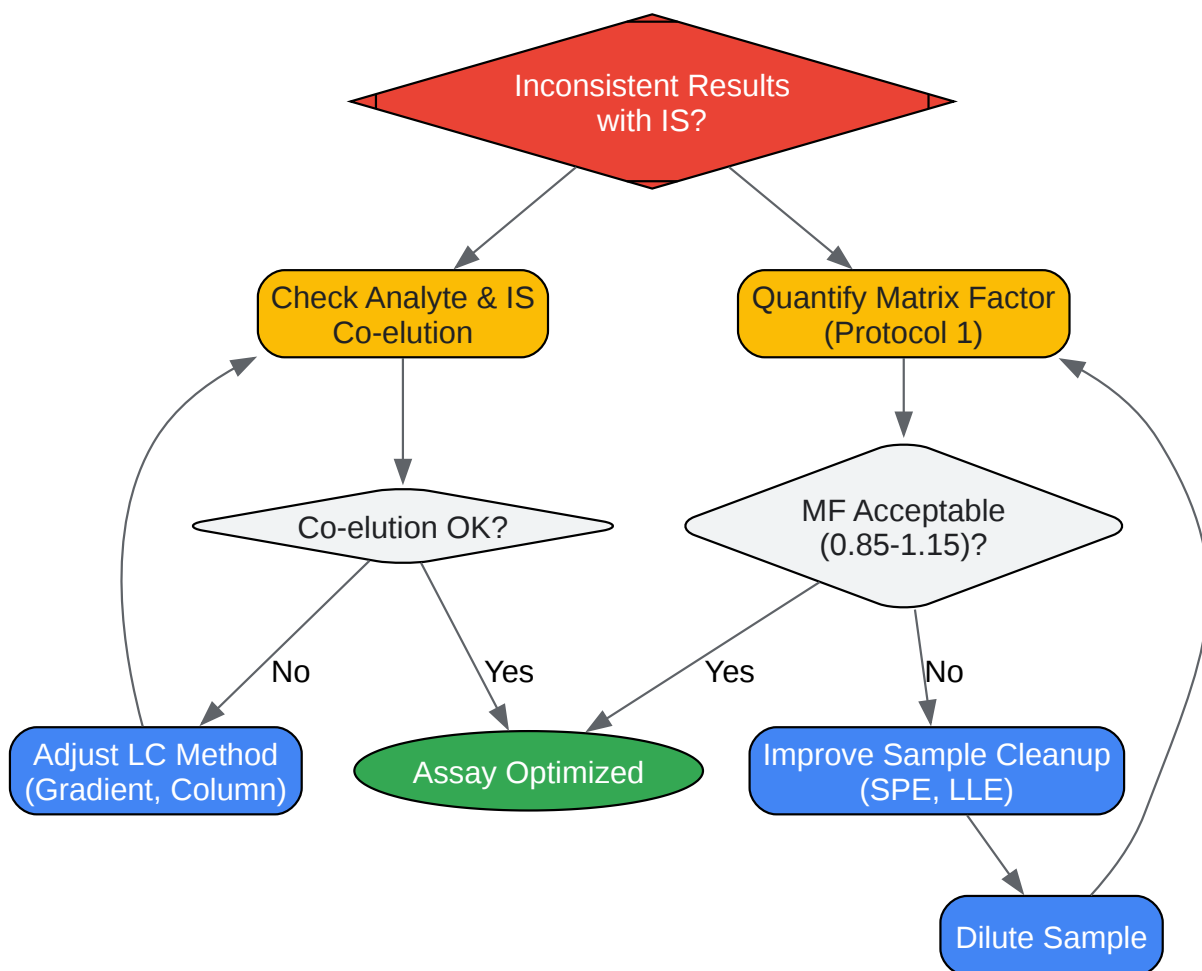 Inconsistent Results
with IS?
Check Analyte & IS
Co-elution
Quantify Matrix Factor
(Protocol 1)
Co-elution OK?
MF Acceptable
(0.85-1.15)?
No
Yes
Yes
No
Adjust LC Method
(Gradient, Column)
Assay Optimized
Improve Sample Cleanup
(SPE, LLE)
Dilute Sample